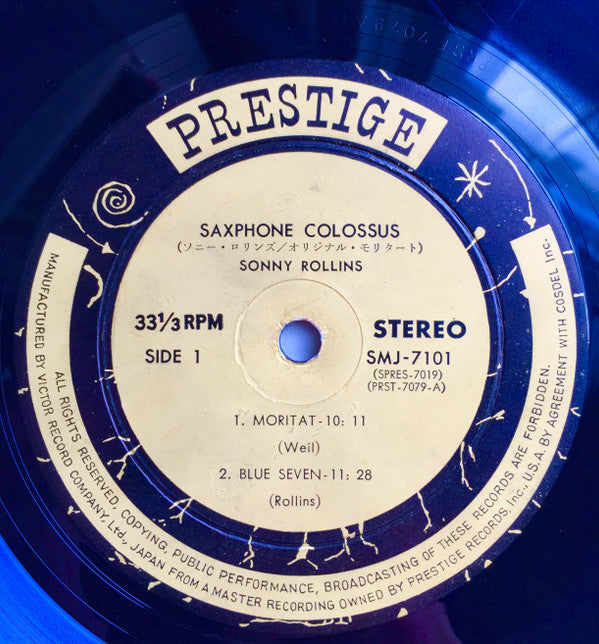 PRESTIGE
SAXPHONE COLOSSUS
(ソニー・ロリンズ/オリジナル・モリタート)
SONNY ROLLINS
33⅓ RPM
STEREO
SIDE 1
SMJ-7101
(SPRES-7019)
(PRST-7079-A)
1. MORITAT-10: 11
(Weil)
2. BLUE SEVEN-11: 28
(Rollins)
ALL RIGHTS RESERVED, COPYING, PUBLIC PERFORMANCE, BROADCASTING OF THESE RECORDS ARE FORBIDDEN.
MANUFACTURED BY VICTOR RECORD COMPANY, Ltd., JAPAN FROM A MASTER RECORDING OWNED BY PRESTIGE RECORDS, Inc., U.S.A. BY AGREEMENT WITH COSDEL Inc.